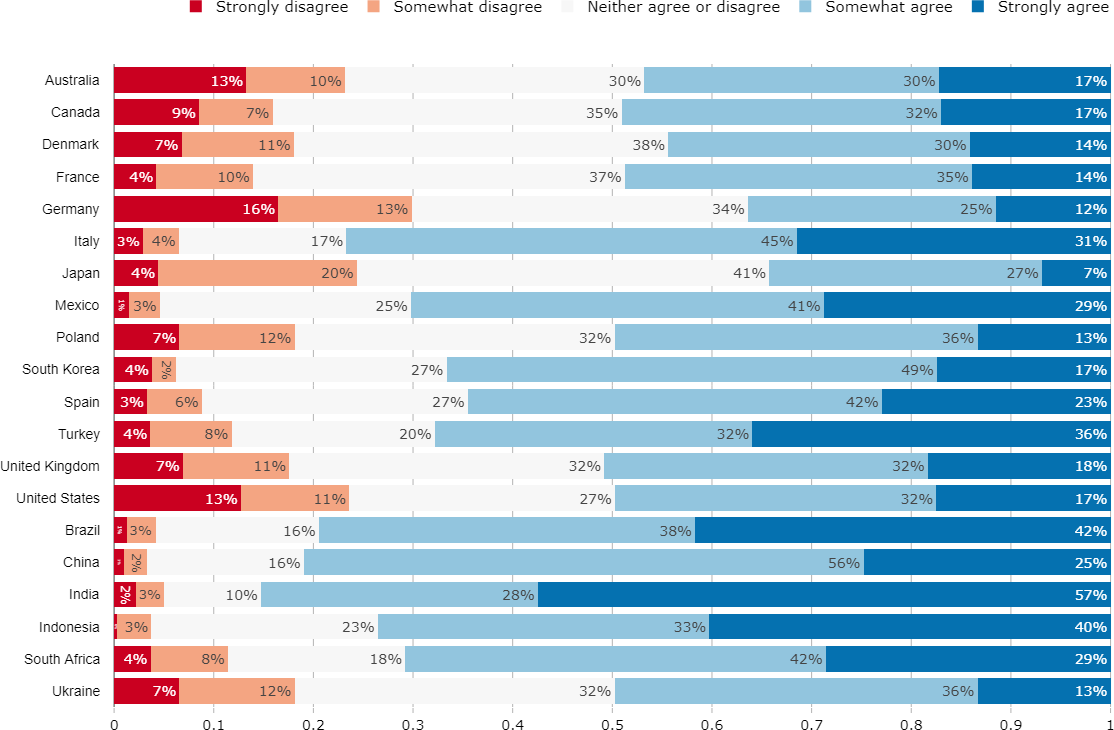 Strongly disagree Somewhat disagree Neither agree or disagree Somewhat agree Strongly agree
Australia 13% 10% 30% 30% 17%
Canada 9% 7% 35% 32% 17%
Denmark 7% 11% 38% 30% 14%
France 4% 10% 37% 35% 14%
Germany 16% 13% 34% 25% 12%
Italy 3% 4% 17% 45% 31%
Japan 4% 20% 41% 27% 7%
Mexico 1% 3% 25% 41% 29%
Poland 7% 12% 32% 36% 13%
South Korea 4% 2% 27% 49% 17%
Spain 3% 6% 27% 42% 23%
Turkey 4% 8% 20% 32% 36%
United Kingdom 7% 11% 32% 32% 18%
United States 13% 11% 27% 32% 17%
Brazil 1% 3% 16% 38% 42%
China 2% 16% 56% 25%
India 2% 3% 10% 28% 57%
Indonesia 3% 23% 33% 40%
South Africa 4% 8% 18% 42% 29%
Ukraine 7% 12% 32% 36% 13%
0 0.1 0.2 0.3 0.4 0.5 0.6 0.7 0.8 0.9 1